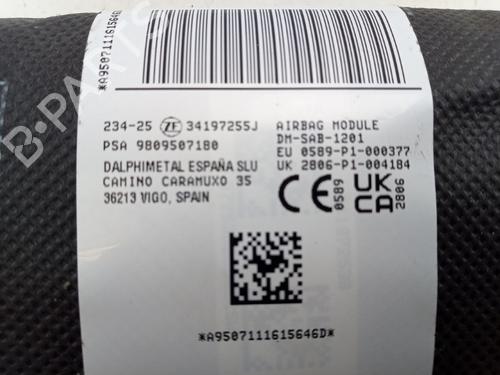 *A9507111615646D*
234-25 ZF 34197255J
PSA 9809507180
DALPHIMETAL ESPAÑA SLU
CAMINO CARAMUXO 35
36213 VIGO, SPAIN
AIRBAG MODULE
DM-SAB-1201
EU 0589-P1-000377
UK 2806-P1-004184
CE 0589
UK
CA 2806
*A9507111615646D*
B-PARTS